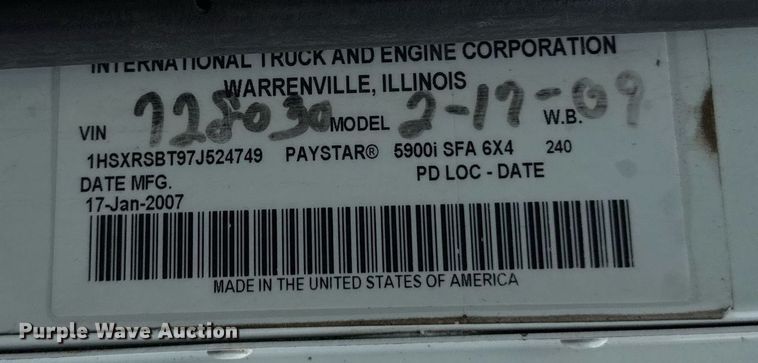 INTERNATIONAL TRUCK AND ENGINE CORPORATION
WARRENVILLE, ILLINOIS
728030 2-17-09
VIN MODEL W.B.
1HSXRSBT97J524749 PAYSTAR® 5900i SFA 6X4 240
DATE MFG. PD LOC - DATE
17-Jan-2007
MADE IN THE UNITED STATES OF AMERICA
Purple Wave Auction